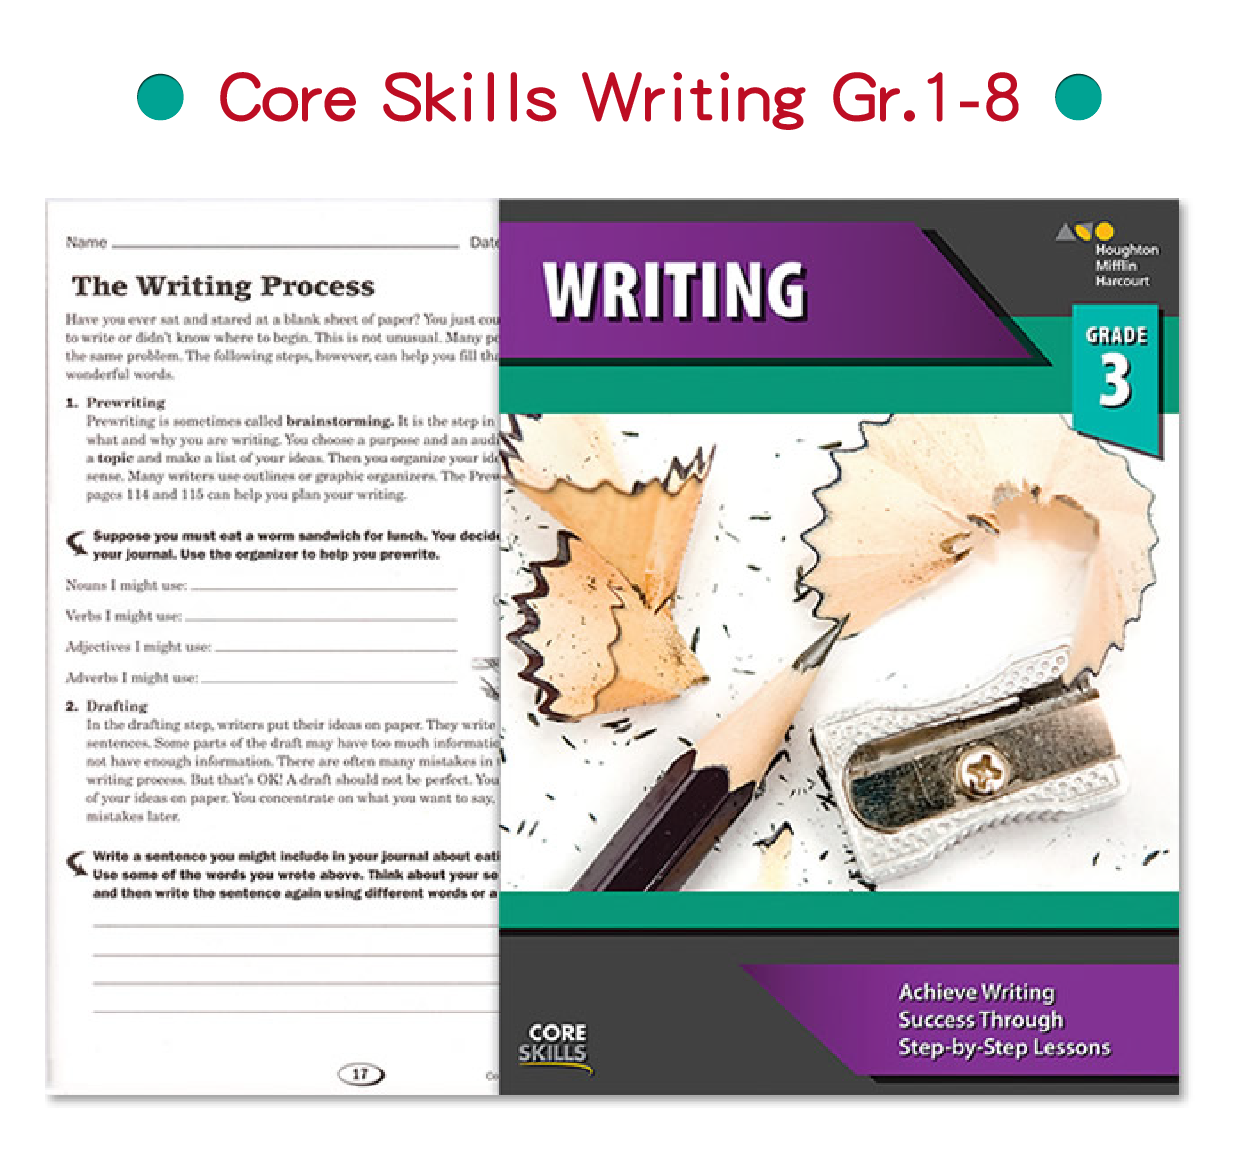 Core Skills Writing Gr.1-8
Name
Date
The Writing Process
Have you ever sat and stared at a blank sheet of paper? You just
to write or didn't know where to begin. This is not unusual. Many
the same problem. The following steps, however, can help you fill
wonderful words.
1. Prewriting
Prewriting is sometimes called brainstorming. It is the step in
what and why you are writing. You choose a purpose and an
a topic and make a list of your ideas. Then you organize your
sense. Many writers use outlines or graphic organizers. The
pages 114 and 115 can help you plan your writing.
Suppose you must eat a worm sandwich for lunch. You
your journal. Use the organizer to help you prewrite.
Nouns I might use:
Verbs I might use:
Adjectives I might use:
Adverbs I might use:
2. Drafting
In the drafting step, writers put their ideas on paper. They write
sentences. Some parts of the draft may have too much
not have enough information. There are often many mistakes in
writing process. But that's OK! A draft should not be perfect. You
of your ideas on paper. You concentrate on what you want to say,
mistakes later.
Write a sentence you might include in your journal about
Use some of the words you wrote above. Think about your
and then write the sentence again using different words or a
17
WRITING
Houghton
Mifflin
Harcourt
GRADE
3
CORE
SKILLS
Achieve Writing
Success Through
Step-by-Step Lessons